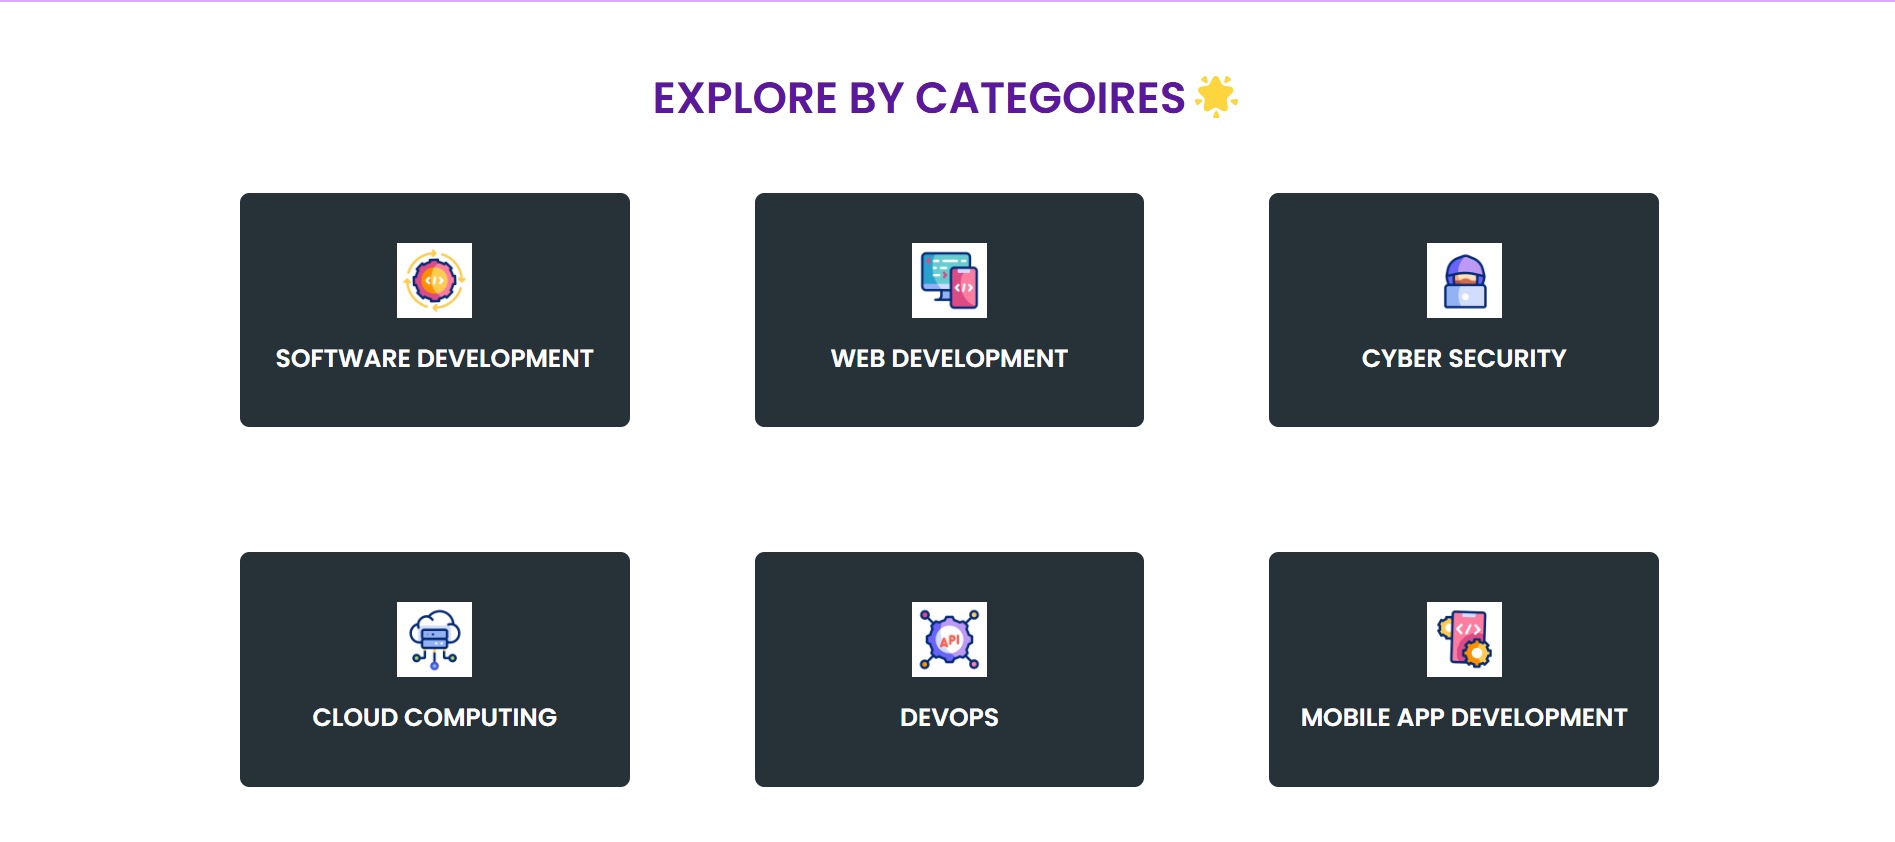 EXPLORE BY CATEGOIRES 🌟
</>
</>
</>
SOFTWARE DEVELOPMENT
WEB DEVELOPMENT
CYBER SECURITY
API
</>
CLOUD COMPUTING
DEVOPS
MOBILE APP DEVELOPMENT